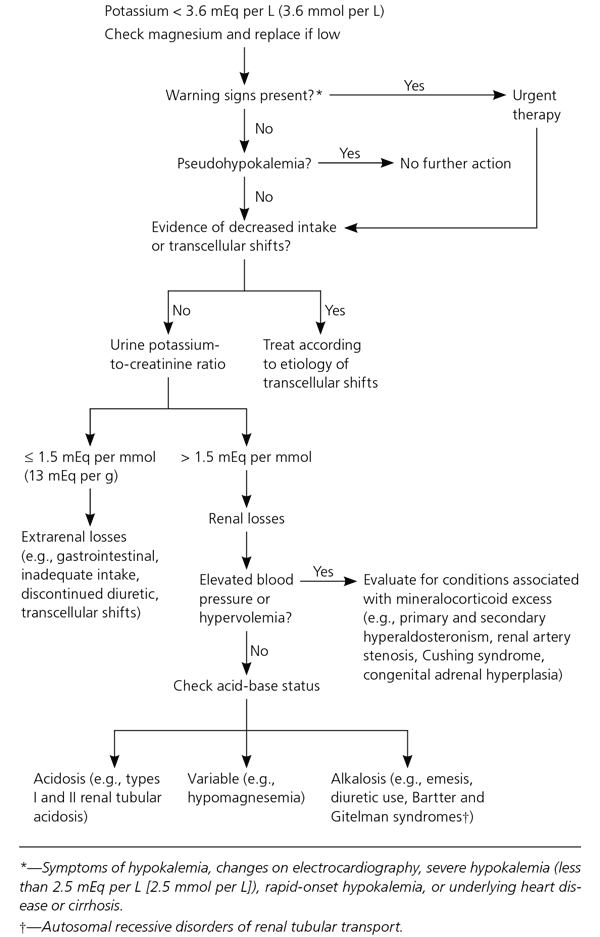 Potassium < 3.6 mEq per L (3.6 mmol per L)
Check magnesium and replace if low
Warning signs present?*
Yes
Urgent
therapy
No
Pseudohypokalemia?
Yes
No further action
No
Evidence of decreased intake
or transcellular shifts?
No
Yes
Urine potassium-
to-creatinine ratio
Treat according
to etiology of
transcellular shifts
≤ 1.5 mEq per mmol
(13 mEq per g)
> 1.5 mEq per mmol
Extrarenal losses
(e.g., gastrointestinal,
inadequate intake,
discontinued diuretic,
transcellular shifts)
Renal losses
Elevated blood
pressure or
hypervolemia?
Yes
Evaluate for conditions associated
with mineralocorticoid excess
(e.g., primary and secondary
hyperaldosteronism, renal artery
stenosis, Cushing syndrome,
congenital adrenal hyperplasia)
No
Check acid-base status
Acidosis (e.g., types
I and II renal tubular
acidosis)
Variable (e.g.,
hypomagnesemia)
Alkalosis (e.g., emesis,
diuretic use, Bartter and
Gitelman syndromes†)
*—Symptoms of hypokalemia, changes on electrocardiography, severe hypokalemia (less
than 2.5 mEq per L [2.5 mmol per L]), rapid-onset hypokalemia, or underlying heart dis-
ease or cirrhosis.
†—Autosomal recessive disorders of renal tubular transport.